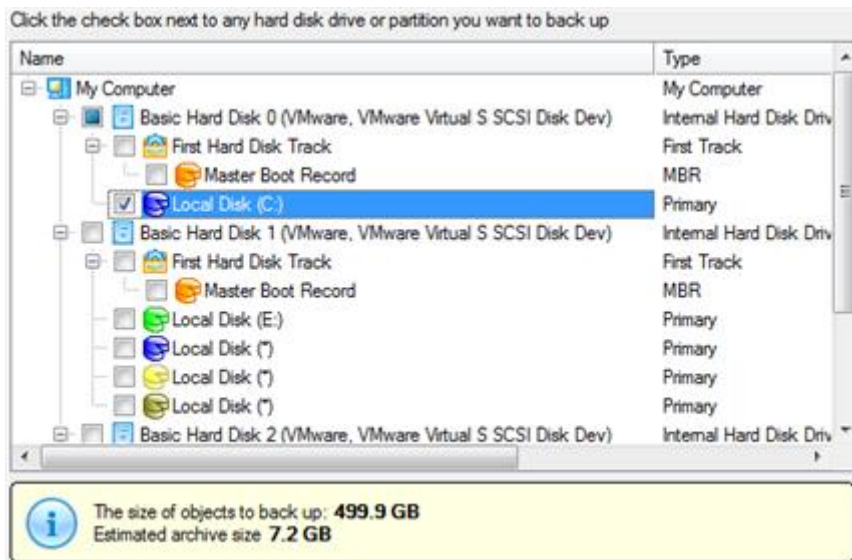 Click the check box next to any hard disk drive or partition you want to back up
Name Type
My Computer My Computer
Basic Hard Disk 0 (VMware, VMware Virtual S SCSI Disk Dev) Internal Hard Disk Driv
First Hard Disk Track First Track
Master Boot Record MBR
Local Disk (C:) Primary
Basic Hard Disk 1 (VMware, VMware Virtual S SCSI Disk Dev) Internal Hard Disk Driv
First Hard Disk Track First Track
Master Boot Record MBR
Local Disk (E:) Primary
Local Disk (*) Primary
Local Disk (*) Primary
Local Disk (*) Primary
Basic Hard Disk 2 (VMware, VMware Virtual S SCSI Disk Dev) Internal Hard Disk Driv
The size of objects to back up: 499.9 GB
Estimated archive size 7.2 GB